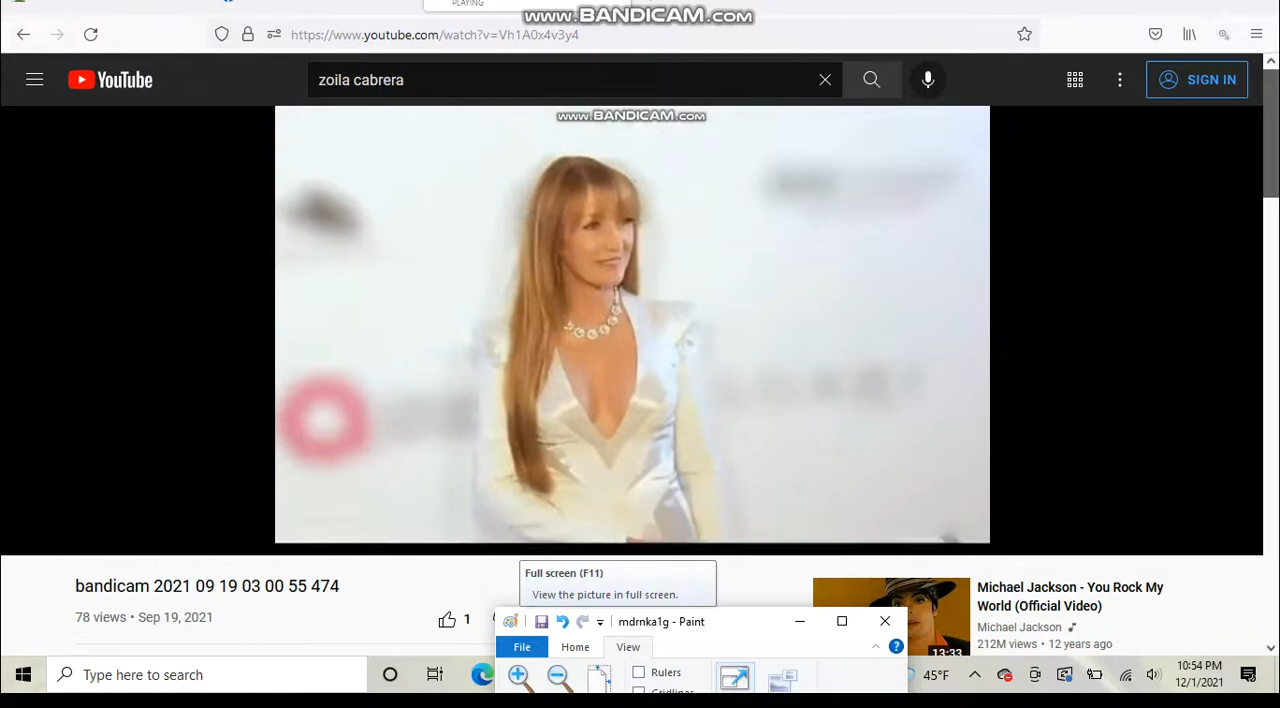 PLAYING
www.BANDICAM.com
https://www.youtube.com/watch?v=Vh1A0x4v3y4
YouTube
zoila cabrera
SIGN IN
www.BANDICAM.com
bandicam 2021 09 19 03 00 55 474
78 views • Sep 19, 2021
1
Full screen (F11)
View the picture in full screen.
mdrnka1g - Paint
File
Home
View
Rulers
Gridlines
Michael Jackson - You Rock My
World (Official Video)
Michael Jackson
212M views • 12 years ago
13:33
Type here to search
45°F
10:54 PM
12/1/2021